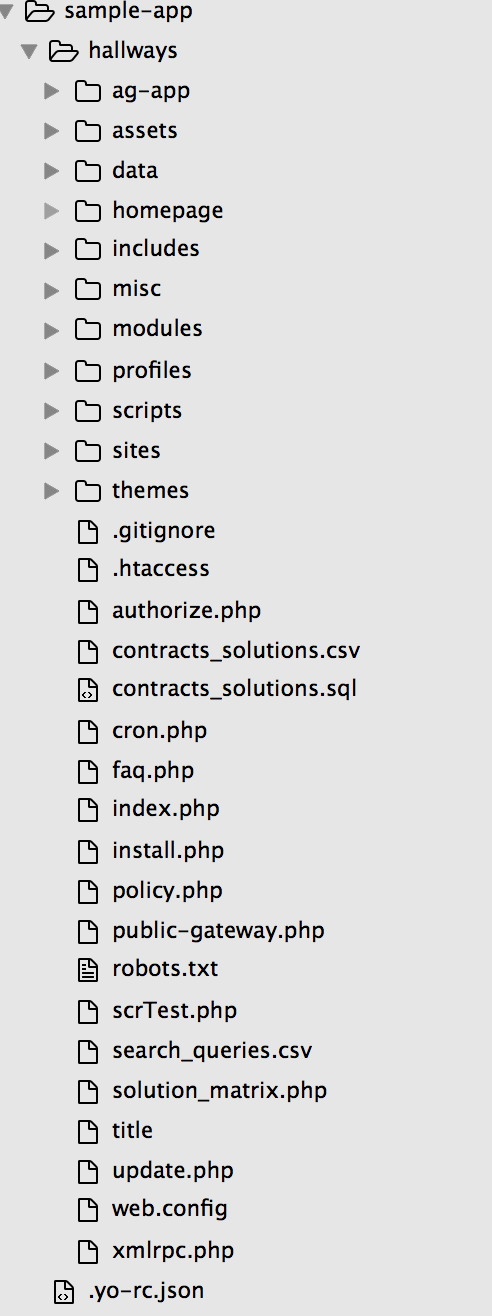 sample-app
hallways
ag-app
assets
data
homepage
includes
misc
modules
profiles
scripts
sites
themes
.gitignore
.htaccess
authorize.php
contracts_solutions.csv
contracts_solutions.sql
cron.php
faq.php
index.php
install.php
policy.php
public-gateway.php
robots.txt
scrTest.php
search_queries.csv
solution_matrix.php
title
update.php
web.config
xmlrpc.php
.yo-rc.json